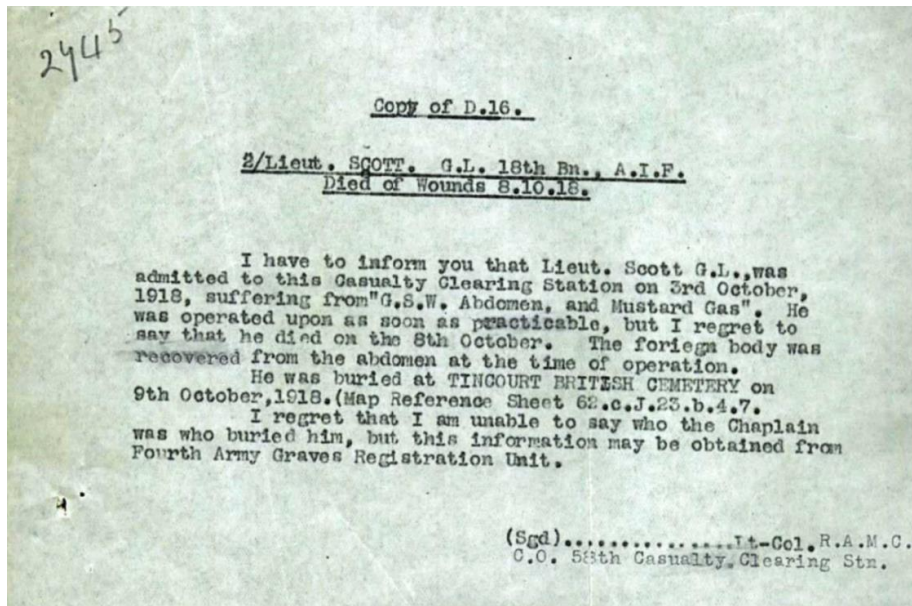 2945
Copy of D.16.
2/Lieut. SCOTT. G.L. 18th Bn., A.I.F.
Died of Wounds 8.10.18.
I have to inform you that Lieut. Scott G.L.,was
admitted to this Casualty Clearing Station on 3rd October,
1918, suffering from"G.S.W. Abdomen, and Mustard Gas". He
was operated upon as soon as practicable, but I regret to
say that he died on the 8th October. The foriegn body was
recovered from the abdomen at the time of operation.
He was buried at TINCOURT BRITISH CEMETERY on
9th October,1918.(Map Reference Sheet 62.c.J.23.b.4.7.
I regret that I am unable to say who the Chaplain
was who buried him, but this information may be obtained from
Fourth Army Graves Registration Unit.
(Sgd)................Lt-Col.R.A.M.C.
C.O. 58th Casualty Clearing Stn.